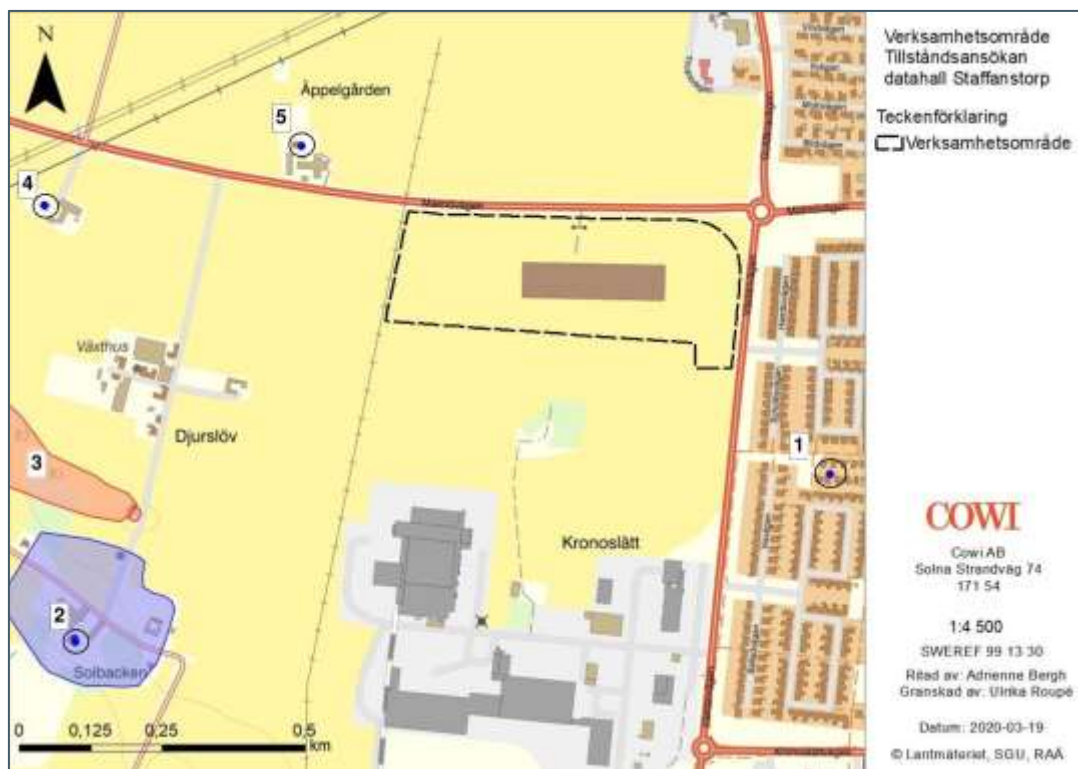 N
Äppelgården
5
4
Malmövägen
Malmövägen
Växthus
Djurslöv
3
1
Kronoslätt
2
Solbacken
0 0,125 0,25 0,5
km
Verksamhetsområde
Tillståndsansökan
datahall Staffanstorp
Teckenförklaring
Verksamhetsområde
COWI
Cowi AB
Solna Strandväg 74
171 54
1:4 500
SWEREF 99 13 30
Ritad av: Adrienne Bergh
Granskad av: Ulrika Roupé
Datum: 2020-03-19
© Lantmäteriet, SGU, RAÄ